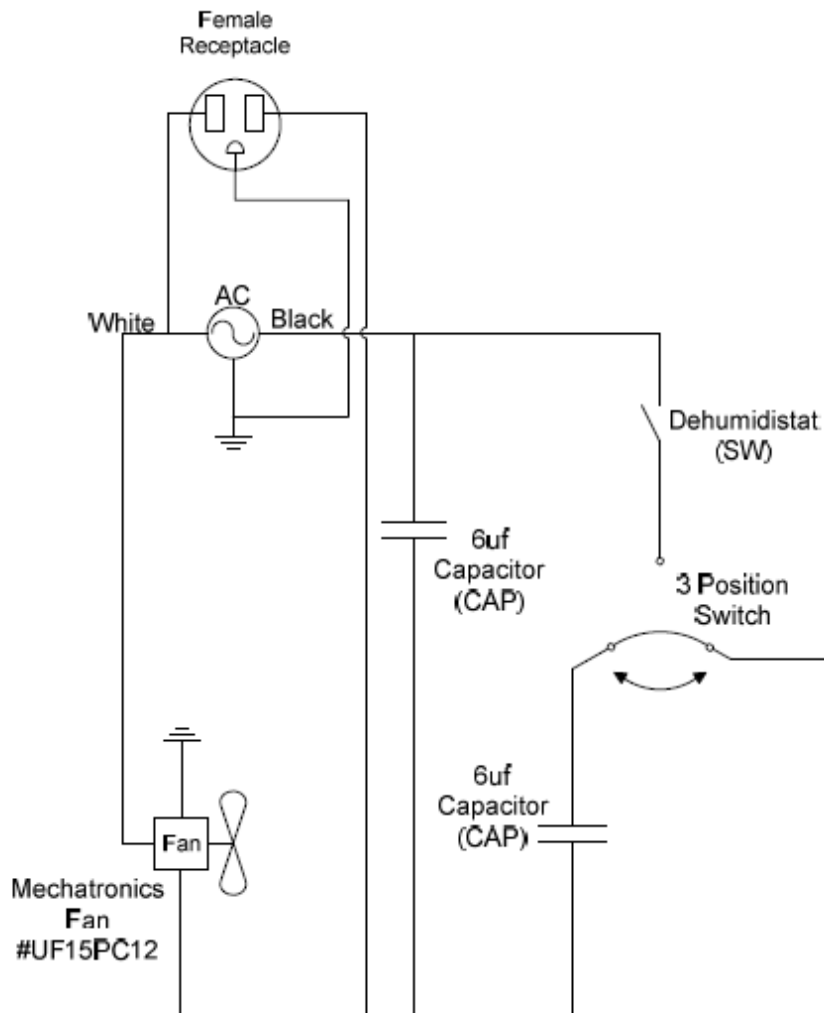 Female
Receptacle
AC
White
Black
Dehumidistat
(SW)
6uf
Capacitor
(CAP)
3 Position
Switch
6uf
Capacitor
(CAP)
Fan
Mechatronics
Fan
#UF15PC12